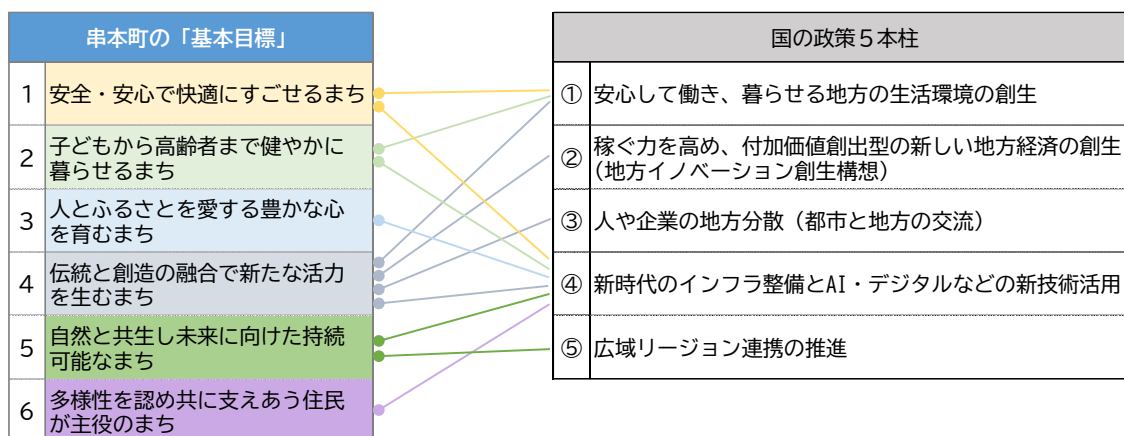 串本町の「基本目標」
1 安全・安心で快適にすごせるまち
2 子どもから高齢者まで健やかに
暮らせるまち
3 人とふるさとを愛する豊かな心
を育むまち
4 伝統と創造の融合で新たな活力
を生むまち
5 自然と共生し未来に向けた持続
可能なまち
6 多様性を認め共に支えあう住民
が主役のまち
国の政策5本柱
① 安心して働き、暮らせる地方の生活環境の創生
② 稼ぐ力を高め、付加価値創出型の新しい地方経済の創生
(地方イノベーション創生構想)
③ 人や企業の地方分散(都市と地方の交流)
④ 新時代のインフラ整備とAI・デジタルなどの新技術活用
⑤ 広域リージョン連携の推進